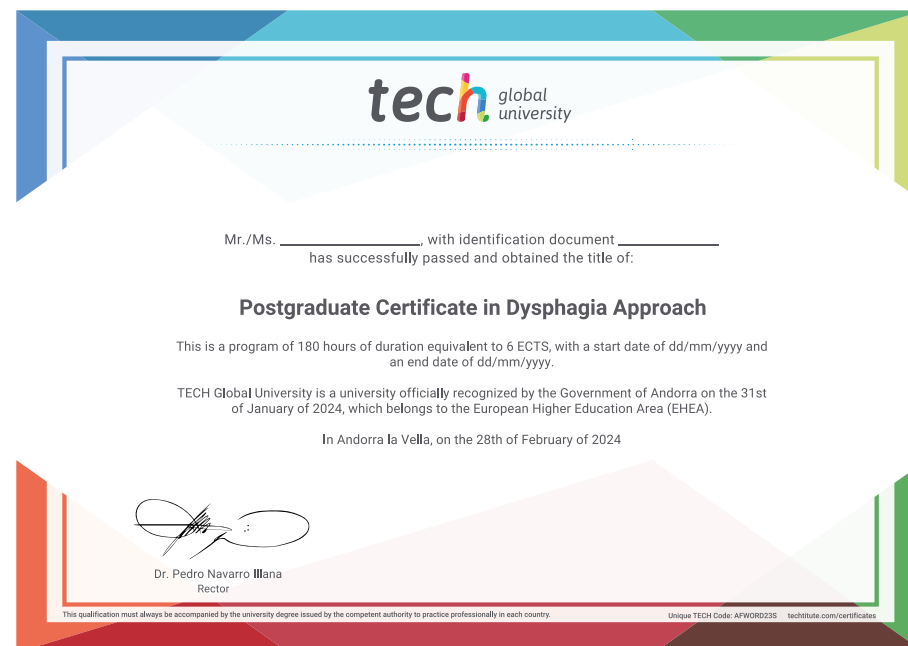 tech global
university
Mr./Ms. ____________, with identification document ____________
has successfully passed and obtained the title of:
Postgraduate Certificate in Dysphagia Approach
This is a program of 180 hours of duration equivalent to 6 ECTS, with a start date of dd/mm/yyyy and
an end date of dd/mm/yyyy.
TECH Global University is a university officially recognized by the Government of Andorra on the 31st
of January of 2024, which belongs to the European Higher Education Area (EHEA).
In Andorra la Vella, on the 28th of February of 2024
Dr. Pedro Navarro Illana
Rector
This qualification must always be accompanied by the university degree issued by the competent authority to practice professionally in each country.
Unique TECH Code: AFWORD23S techtitute.com/certificates